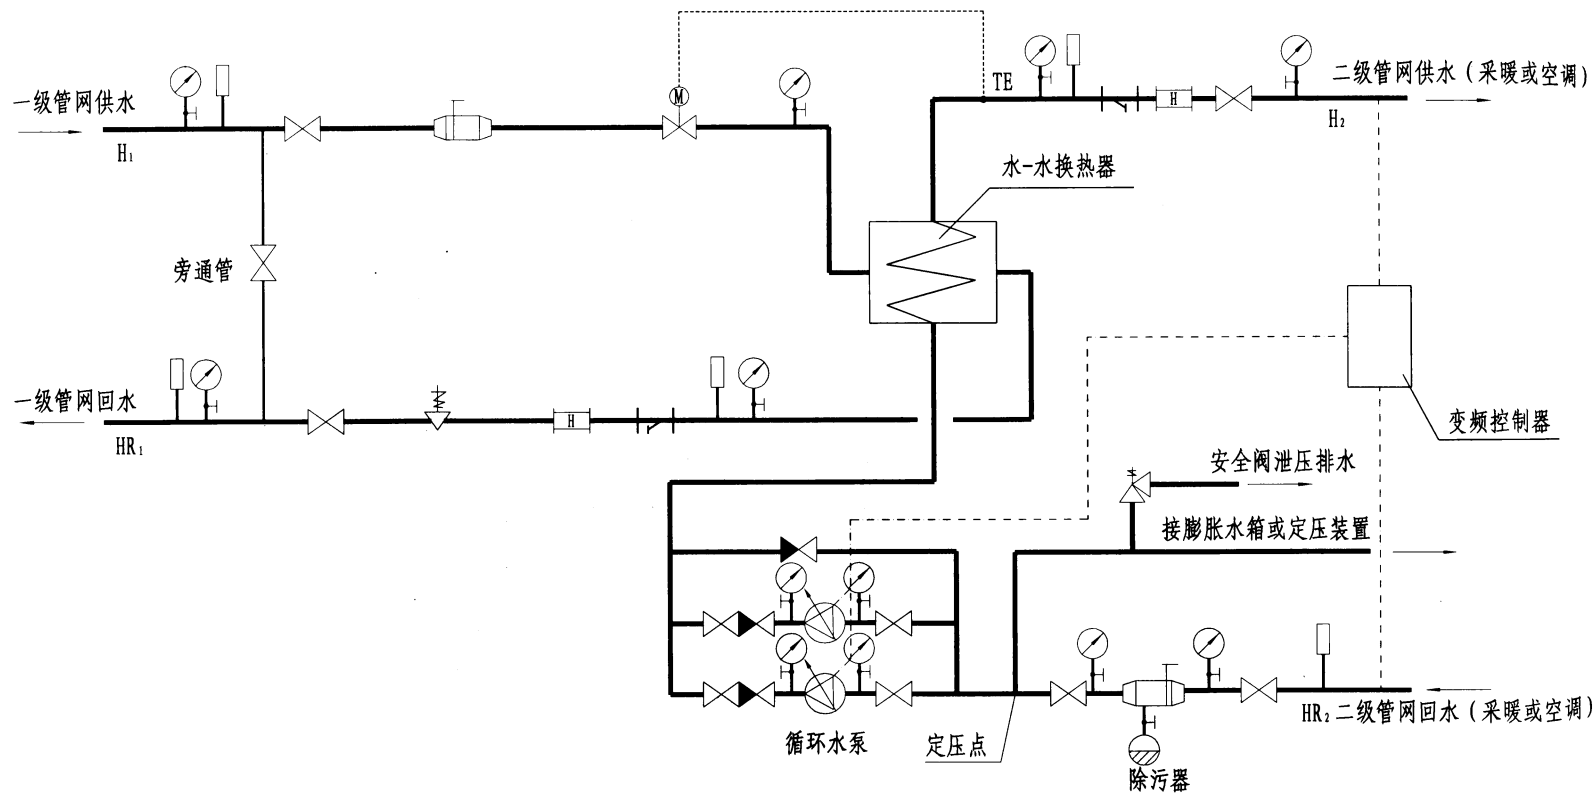 TE
二级管网供水(采暖或空调)
一级管网供水
M
H
H₂
H₁
水-水换热器
旁通管
一级管网回水
H
变频控制器
HR₁
安全阀泄压排水
接膨胀水箱或定压装置
HR₂ 二级管网回水(采暖或空调)
循环水泵
定压点
除污器